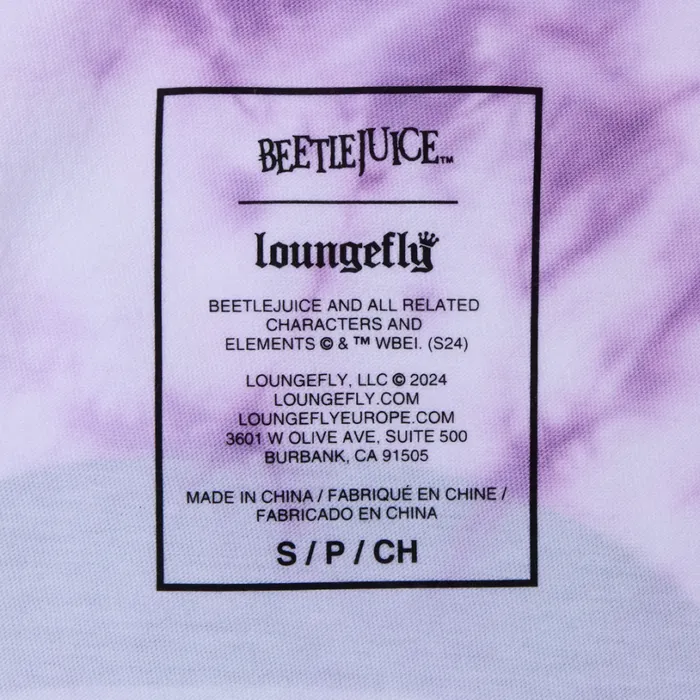 BEETLEJUICE™
loungefly
BEETLEJUICE AND ALL RELATED
CHARACTERS AND
ELEMENTS © & ™ WBEI. (S24)
LOUNGEFLY, LLC © 2024
LOUNGEFLY.COM
LOUNGEFLYEUROPE.COM
3601 W OLIVE AVE, SUITE 500
BURBANK, CA 91505
MADE IN CHINA / FABRIQUÉ EN CHINE /
FABRICADO EN CHINA
S / P / CH